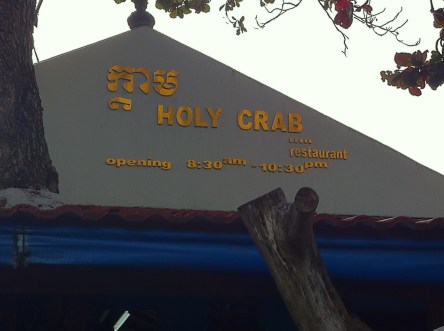 ក្តាម
HOLY CRAB
restaurant
opening 8:30am - 10:30pm